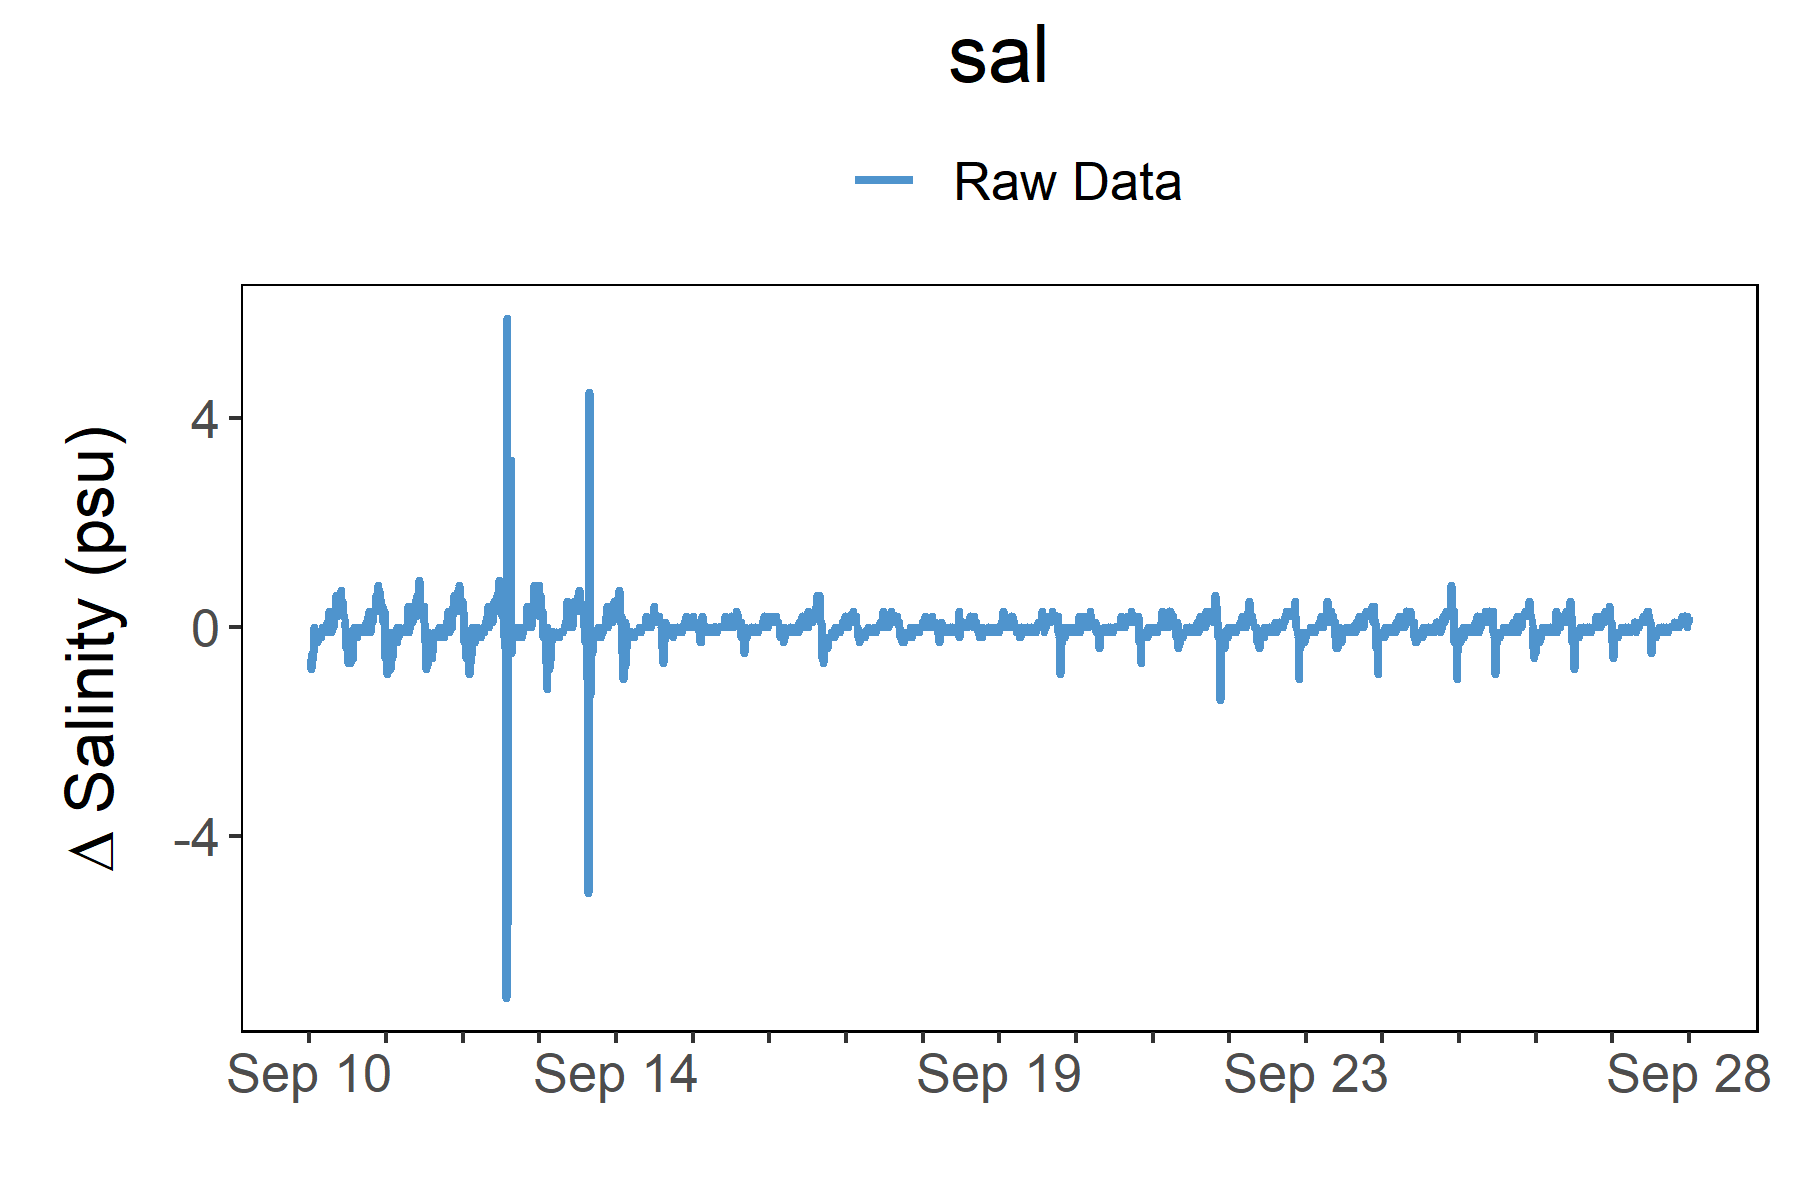 sal
Raw Data
Δ Salinity (psu)
4
0
-4
Sep 10
Sep 14
Sep 19
Sep 23
Sep 28